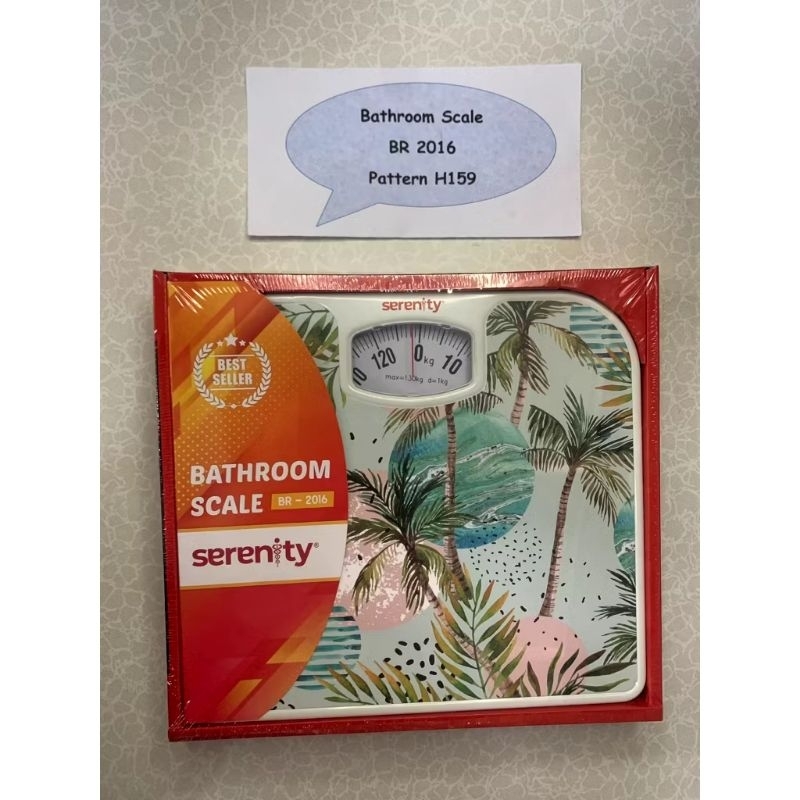 Bathroom Scale
BR 2016
Pattern H159
serenity
120 0 kg 10
max=130kg d=1kg
BEST
SELLER
BATHROOM
SCALE BR - 2016
serenity®